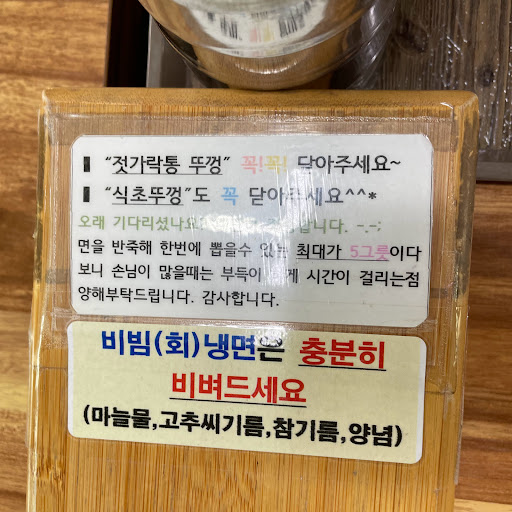 "젓가락통 뚜껑" 꼭!꼭! 닫아주세요~
"식초뚜껑"도 꼭 닫아주세요^^*
오래 기다리셨나요 니다. -.-;
면을 반죽해 한번에 뽑을수 있는 최대가 5그릇이다
보니 손님이 많을때는 부득이 시간이 걸리는점
양해부탁드립니다. 감사합니다.
비빔(회)냉면은 충분히
비벼드세요
(마늘물,고추씨기름,참기름,양념)